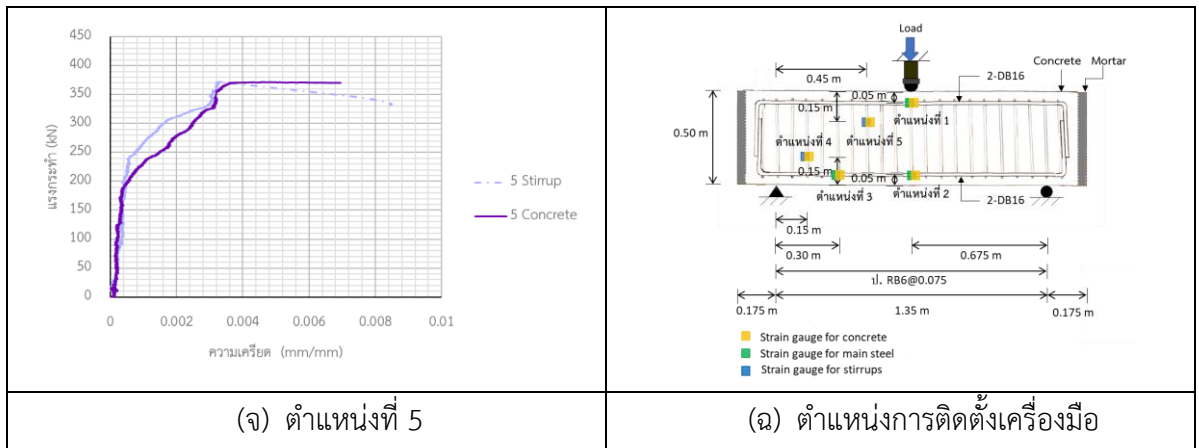 450
400
350
300
250
200
150
100
50
0
แรงกระทำ (kN)
0
0.002
0.004
0.006
0.008
0.01
ความเครียด (mm/mm)
5 Stirrup
5 Concrete
Load
Concrete
Mortar
0.45 m
2-DB16
0.05 m
0.15 m
ตำแหน่งที่ 1
0.50 m
ตำแหน่งที่ 4
ตำแหน่งที่ 5
0.15 m
0.05 m
ตำแหน่งที่ 3
ตำแหน่งที่ 2
2-DB16
0.15 m
0.30 m
0.675 m
ป. RB6@0.075
0.175 m
1.35 m
0.175 m
Strain gauge for concrete
Strain gauge for main steel
Strain gauge for stirrups
(จ) ตำแหน่งที่ 5
(ฉ) ตำแหน่งการติดตั้งเครื่องมือ